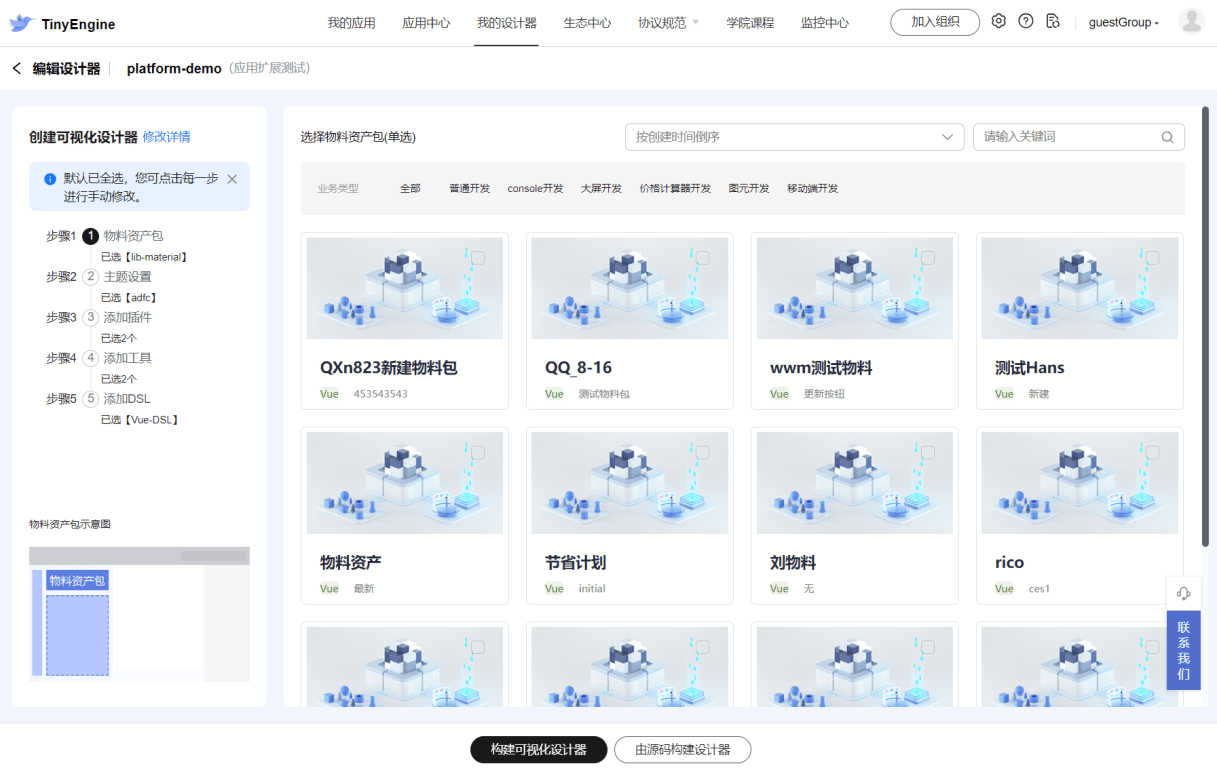 TinyEngine
我的应用 应用中心 我的设计器 生态中心 协议规范 学院课程 监控中心 加入组织 guestGroup
编辑设计器 platform-demo (应用扩展测试)
创建可视化设计器 修改详情
默认已全选，您可点击每一步
进行手动修改。
步骤1 1 物料资产包
已选【lib-material】
步骤2 2 主题设置
已选【adfc】
步骤3 3 添加插件
已选2个
步骤4 4 添加工具
已选2个
步骤5 5 添加DSL
已选【Vue-DSL】
物料资产包示意图
物料资产包
选择物料资产包(单选) 按创建时间倒序 请输入关键词
业务类型 全部 普通开发 console开发 大屏开发 价格计算器开发 图元开发 移动端开发
QXn823新建物料包
Vue 453543543
QQ_8-16
Vue 测试物料包
wwm测试物料
Vue 更新按钮
测试Hans
Vue 新建
物料资产
Vue 最新
节省计划
Vue initial
刘物料
Vue 无
rico
Vue ces1
联
系
我
们
构建可视化设计器 由源码构建设计器